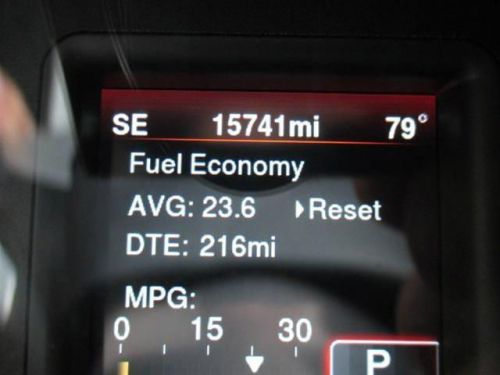 SE 15741mi 79°
Fuel Economy
AVG: 23.6 Reset
DTE: 216mi
MPG:
0 15 30
P